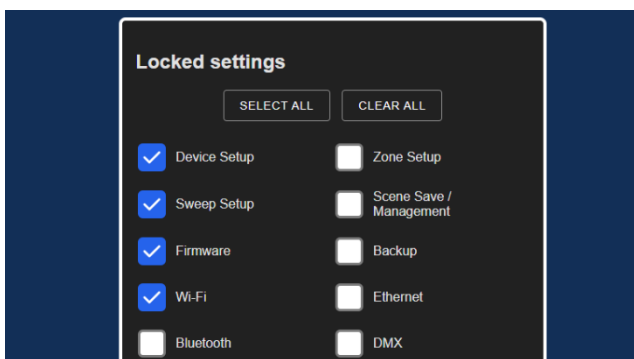 Locked settings
SELECT ALL
CLEAR ALL
Device Setup
Zone Setup
Sweep Setup
Scene Save /
Management
Firmware
Backup
Wi-Fi
Ethernet
Bluetooth
DMX